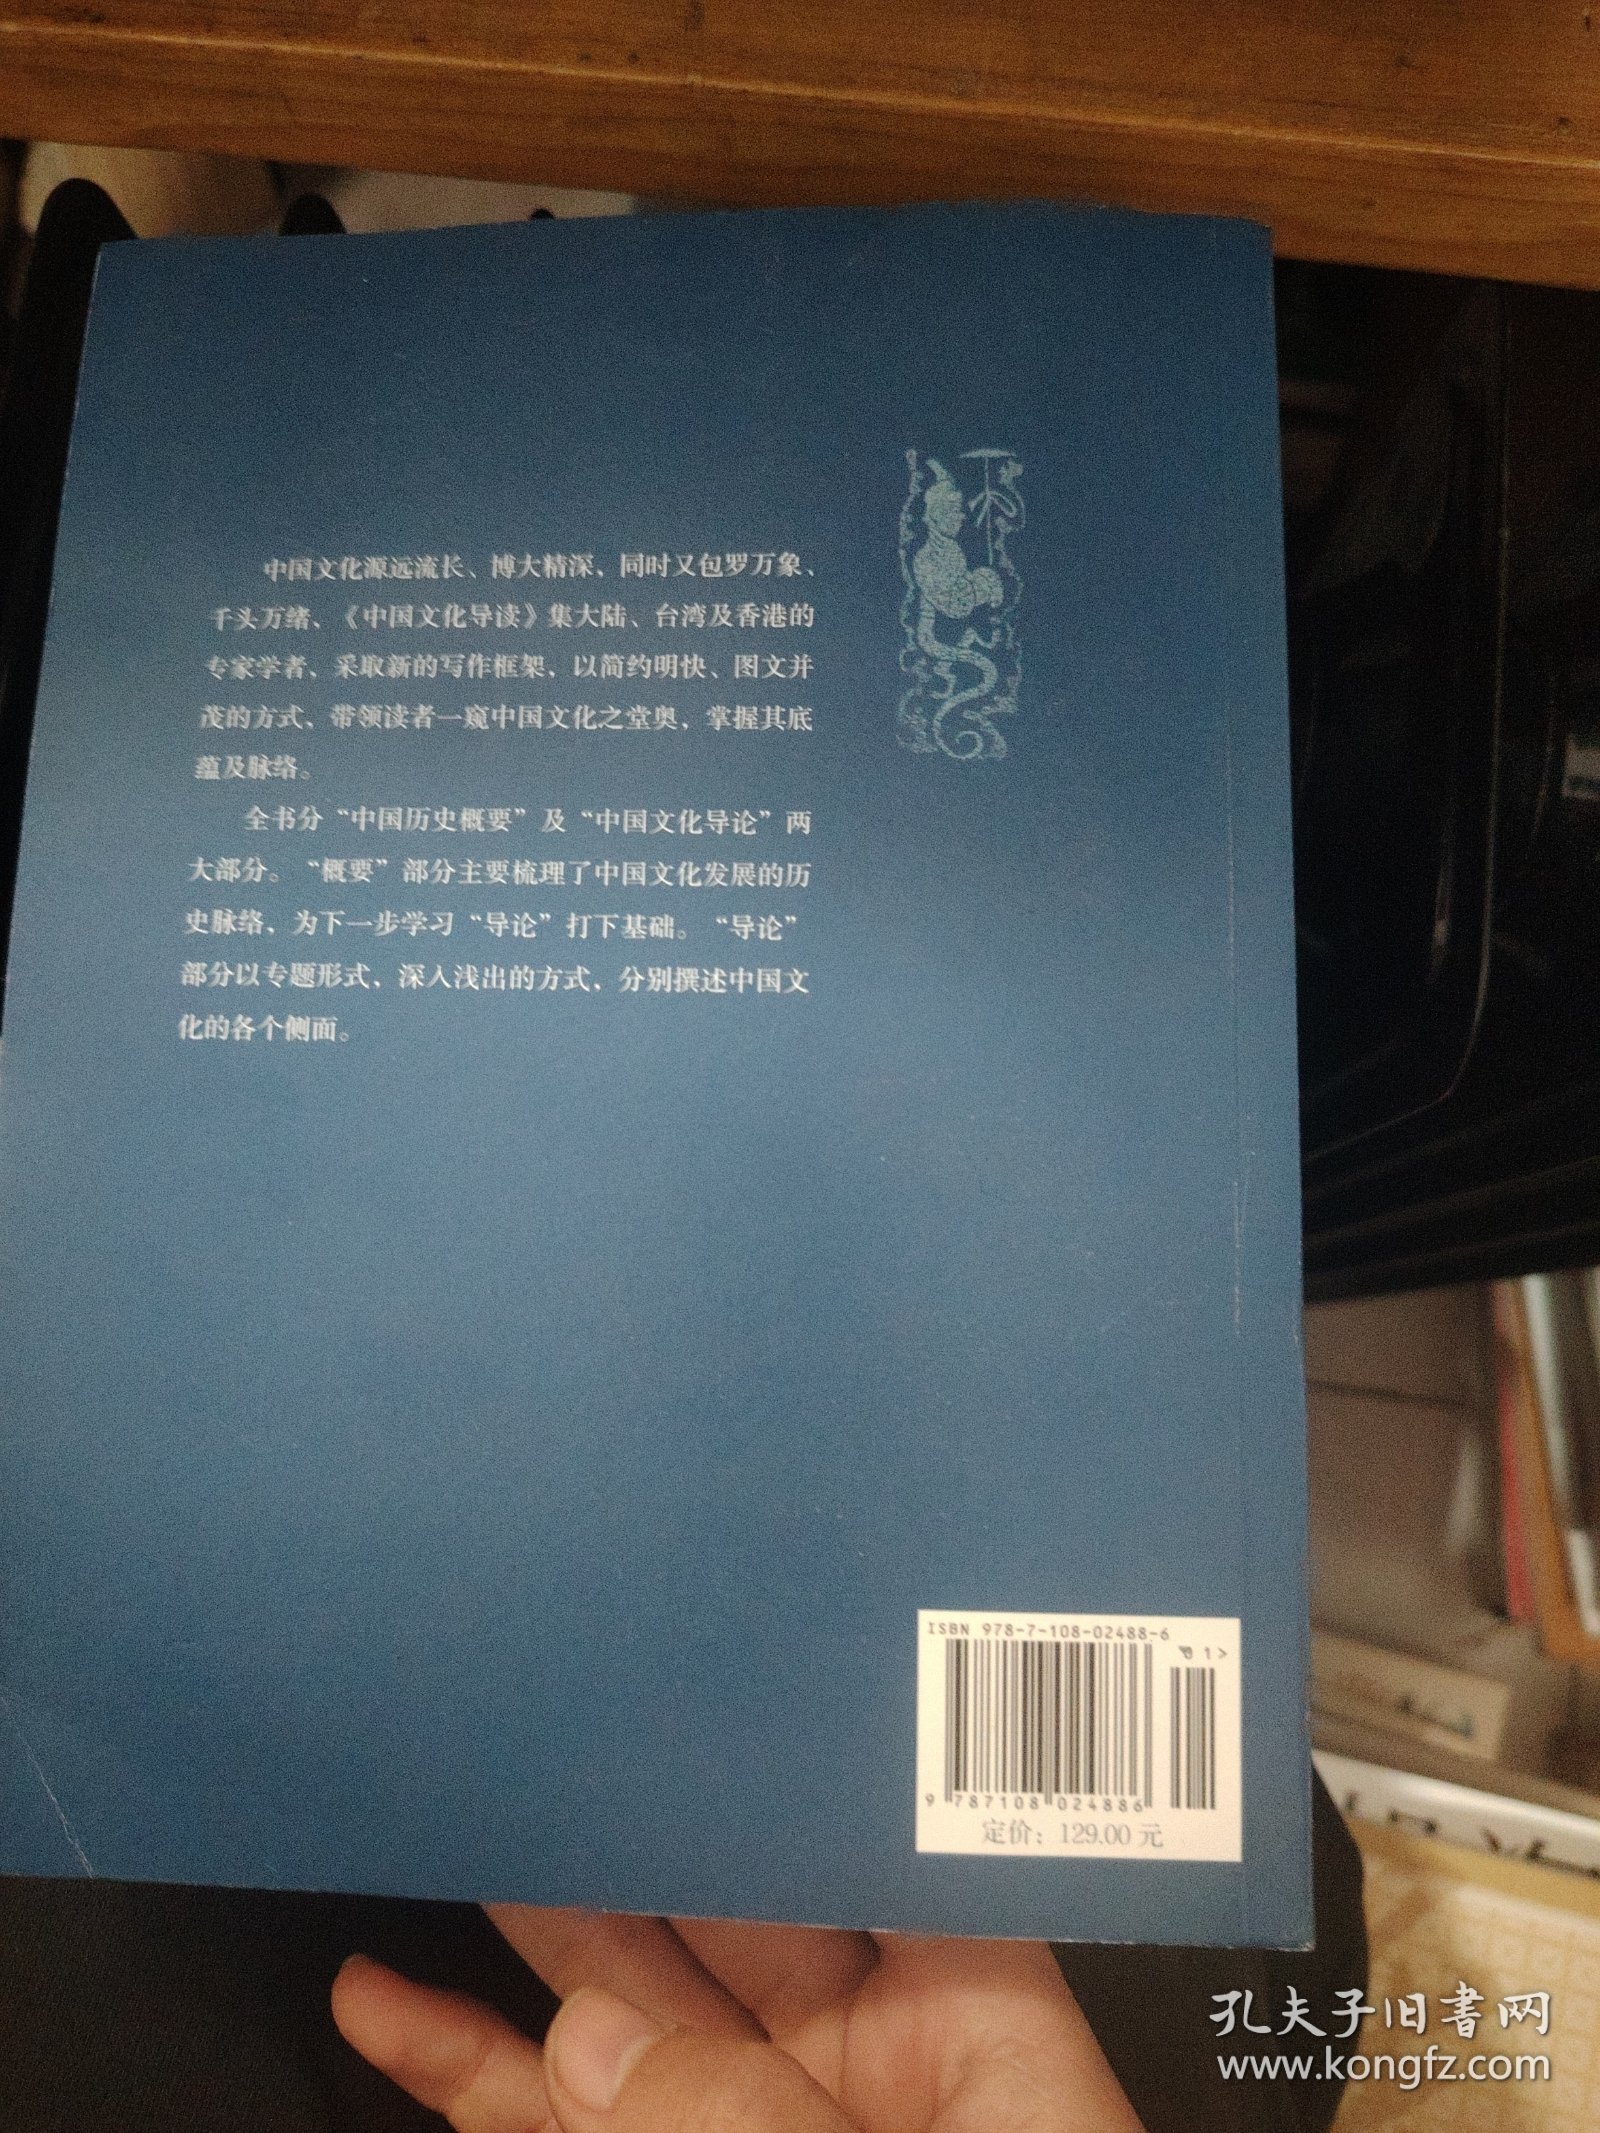 中国文化源远流长、博大精深，同时又包罗万象、
千头万绪、《中国文化导读》集大陆、台湾及香港的
专家学者，采取新的写作框架，以简约明快、图文并
茂的方式、带领读者一窥中国文化之堂奥，掌握其底
蕴及脉络。
全书分“中国历史概要”及“中国文化导论”两
大部分。“概要”部分主要梳理了中国文化发展的历
史脉络、为下一步学习“导论”打下基础。“导论”
部分以专题形式，深入浅出的方式，分别撰述中国文
化的各个侧面。
ISBN 978-7-108-02488-6
01>
9 787108 024886
定价：129.00 元
孔夫子旧書网
www.kongfz.com